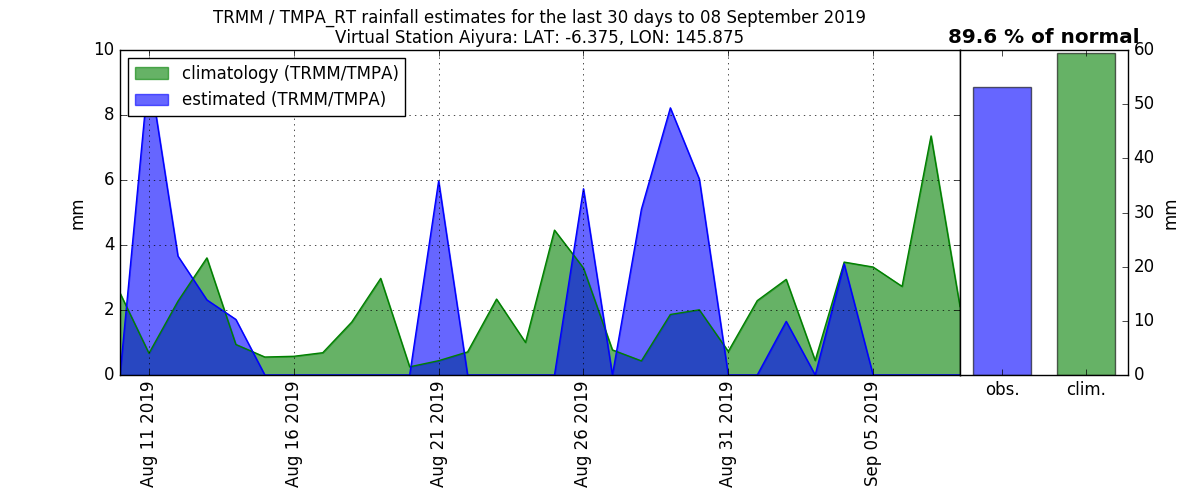 TRMM / TMPA_RT rainfall estimates for the last 30 days to 08 September 2019
Virtual Station Aiyura: LAT: -6.375, LON: 145.875
89.6 % of normal
climatology (TRMM/TMPA)
estimated (TRMM/TMPA)
10
8
6
4
2
0
mm
60
50
40
30
20
10
0
mm
Aug 11 2019
Aug 16 2019
Aug 21 2019
Aug 26 2019
Aug 31 2019
Sep 05 2019
obs.
clim.